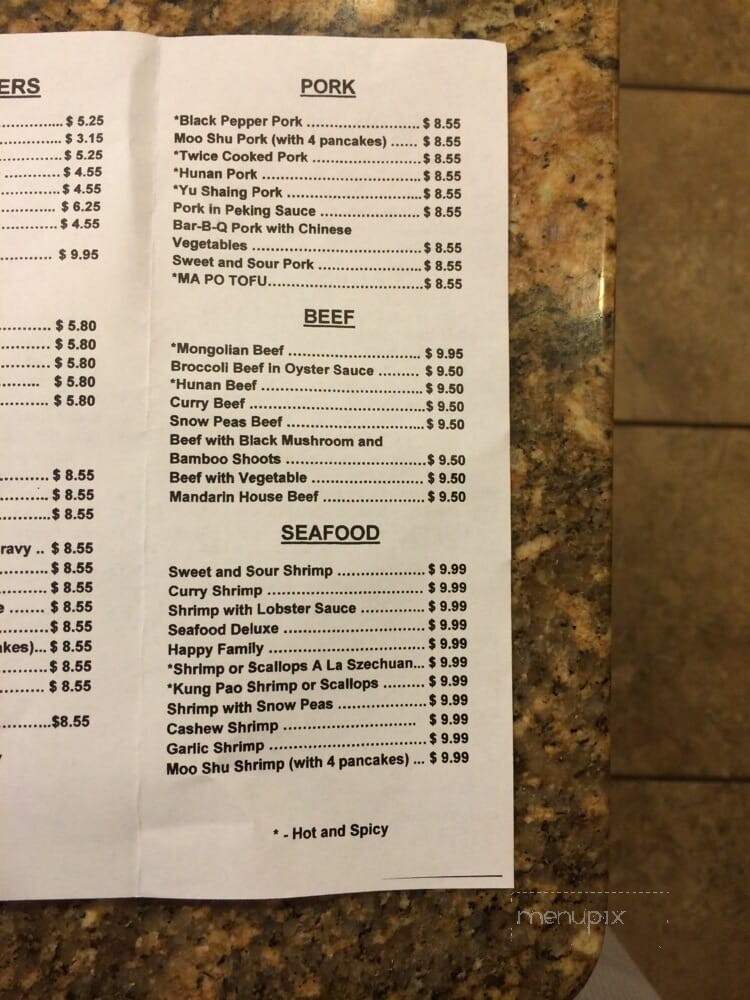 ERS
$ 5.25
$ 3.15
$ 5.25
$ 4.55
$ 4.55
$ 6.25
$ 4.55
$ 9.95
$ 5.80
$ 5.80
$ 5.80
$ 5.80
$ 5.80
$ 8.55
$ 8.55
$ 8.55
ravy .. $ 8.55
$ 8.55
$ 8.55
e ....... $ 8.55
$ 8.55
akes)... $ 8.55
$ 8.55
$ 8.55
$8.55
PORK
*Black Pepper Pork ............................ $ 8.55
Moo Shu Pork (with 4 pancakes) ...... $ 8.55
*Twice Cooked Pork ........................... $ 8.55
*Hunan Pork ........................................ $ 8.55
*Yu Shaing Pork .................................. $ 8.55
Pork in Peking Sauce ......................... $ 8.55
Bar-B-Q Pork with Chinese
Vegetables .......................................... $ 8.55
Sweet and Sour Pork .......................... $ 8.55
*MA PO TOFU....................................... $ 8.55
BEEF
*Mongolian Beef ................................. $ 9.95
Broccoli Beef in Oyster Sauce ......... $ 9.50
*Hunan Beef ........................................ $ 9.50
Curry Beef ........................................... $ 9.50
Snow Peas Beef .................................. $ 9.50
Beef with Black Mushroom and
Bamboo Shoots .................................. $ 9.50
Beef with Vegetable ........................... $ 9.50
Mandarin House Beef ......................... $ 9.50
SEAFOOD
Sweet and Sour Shrimp ...................... $ 9.99
Curry Shrimp ...................................... $ 9.99
Shrimp with Lobster Sauce ................ $ 9.99
Seafood Deluxe ................................... $ 9.99
Happy Family ...................................... $ 9.99
*Shrimp or Scallops A La Szechuan... $ 9.99
*Kung Pao Shrimp or Scallops ......... $ 9.99
Shrimp with Snow Peas ...................... $ 9.99
Cashew Shrimp ................................ $ 9.99
Garlic Shrimp ...................................... $ 9.99
Moo Shu Shrimp (with 4 pancakes) ... $ 9.99
* - Hot and Spicy
menupix